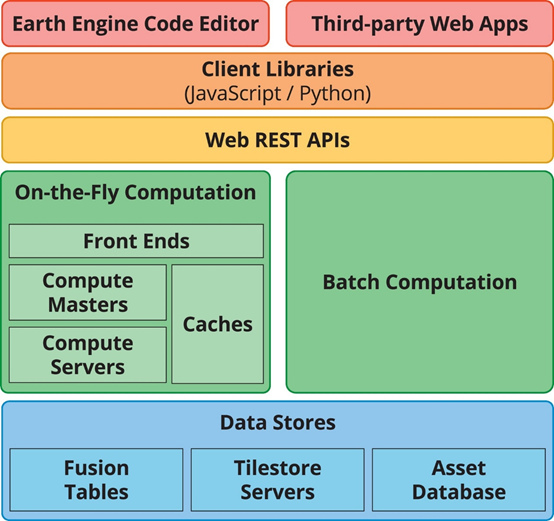 Earth Engine Code Editor
Third-party Web Apps
Client Libraries
(JavaScript / Python)
Web REST APIs
On-the-Fly Computation
Front Ends
Compute
Masters
Caches
Compute
Servers
Batch Computation
Data Stores
Fusion
Tables
Tilestore
Servers
Asset
Database